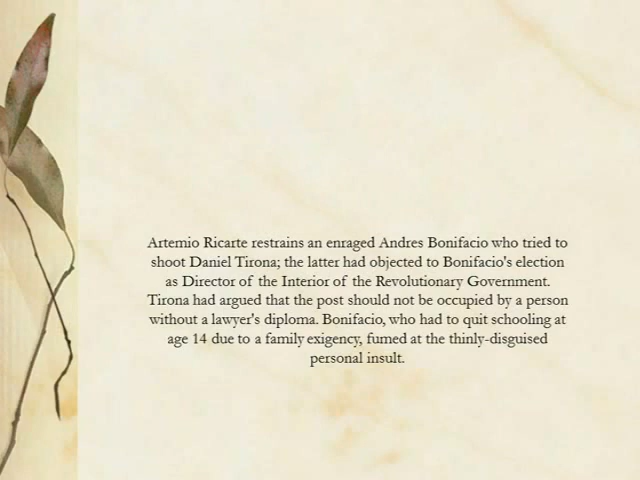 Artemio Ricarte restrains an enraged Andres Bonifacio who tried to
shoot Daniel Tirona; the latter had objected to Bonifacio's election
as Director of the Interior of the Revolutionary Government.
Tirona had argued that the post should not be occupied by a person
without a lawyer's diploma. Bonifacio, who had to quit schooling at
age 14 due to a family exigency, fumed at the thinly-disguised
personal insult.